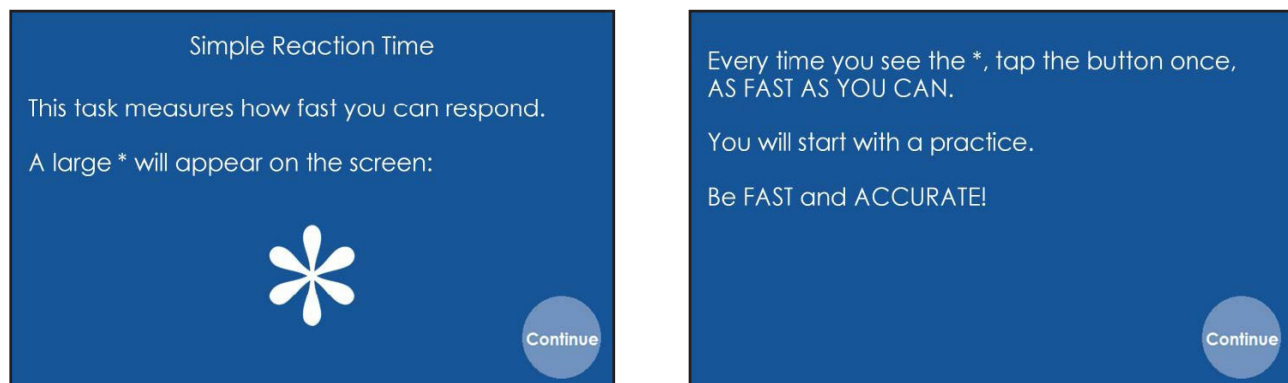 Simple Reaction Time
This task measures how fast you can respond.
A large * will appear on the screen:
*
Continue
Every time you see the *, tap the button once,
AS FAST AS YOU CAN.
You will start with a practice.
Be FAST and ACCURATE!
Continue